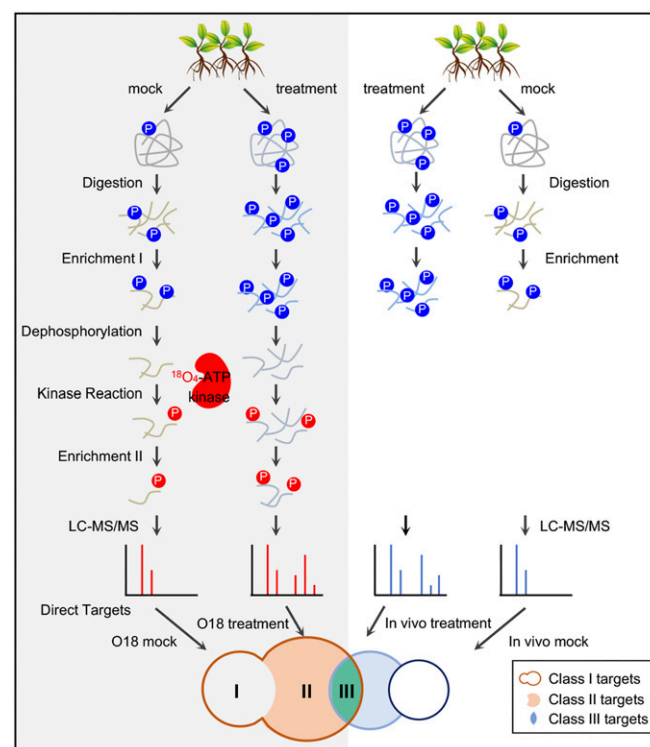 mock
treatment
treatment
mock
P
P
P
P
P
P
P
P
Digestion
Digestion
P
P
P
P
P
P
P
P
P
P
Enrichment I
Enrichment
P
P
P
P
P
P
P
P
P
P
Dephosphorylation
¹⁸O₄-ATP
Kinase Reaction
kinase
P
P
P
Enrichment II
P
P
P
LC-MS/MS
LC-MS/MS
Direct Targets
O18 mock
O18 treatment
In vivo treatment
In vivo mock
I
II
III
Class I targets
Class II targets
Class III targets